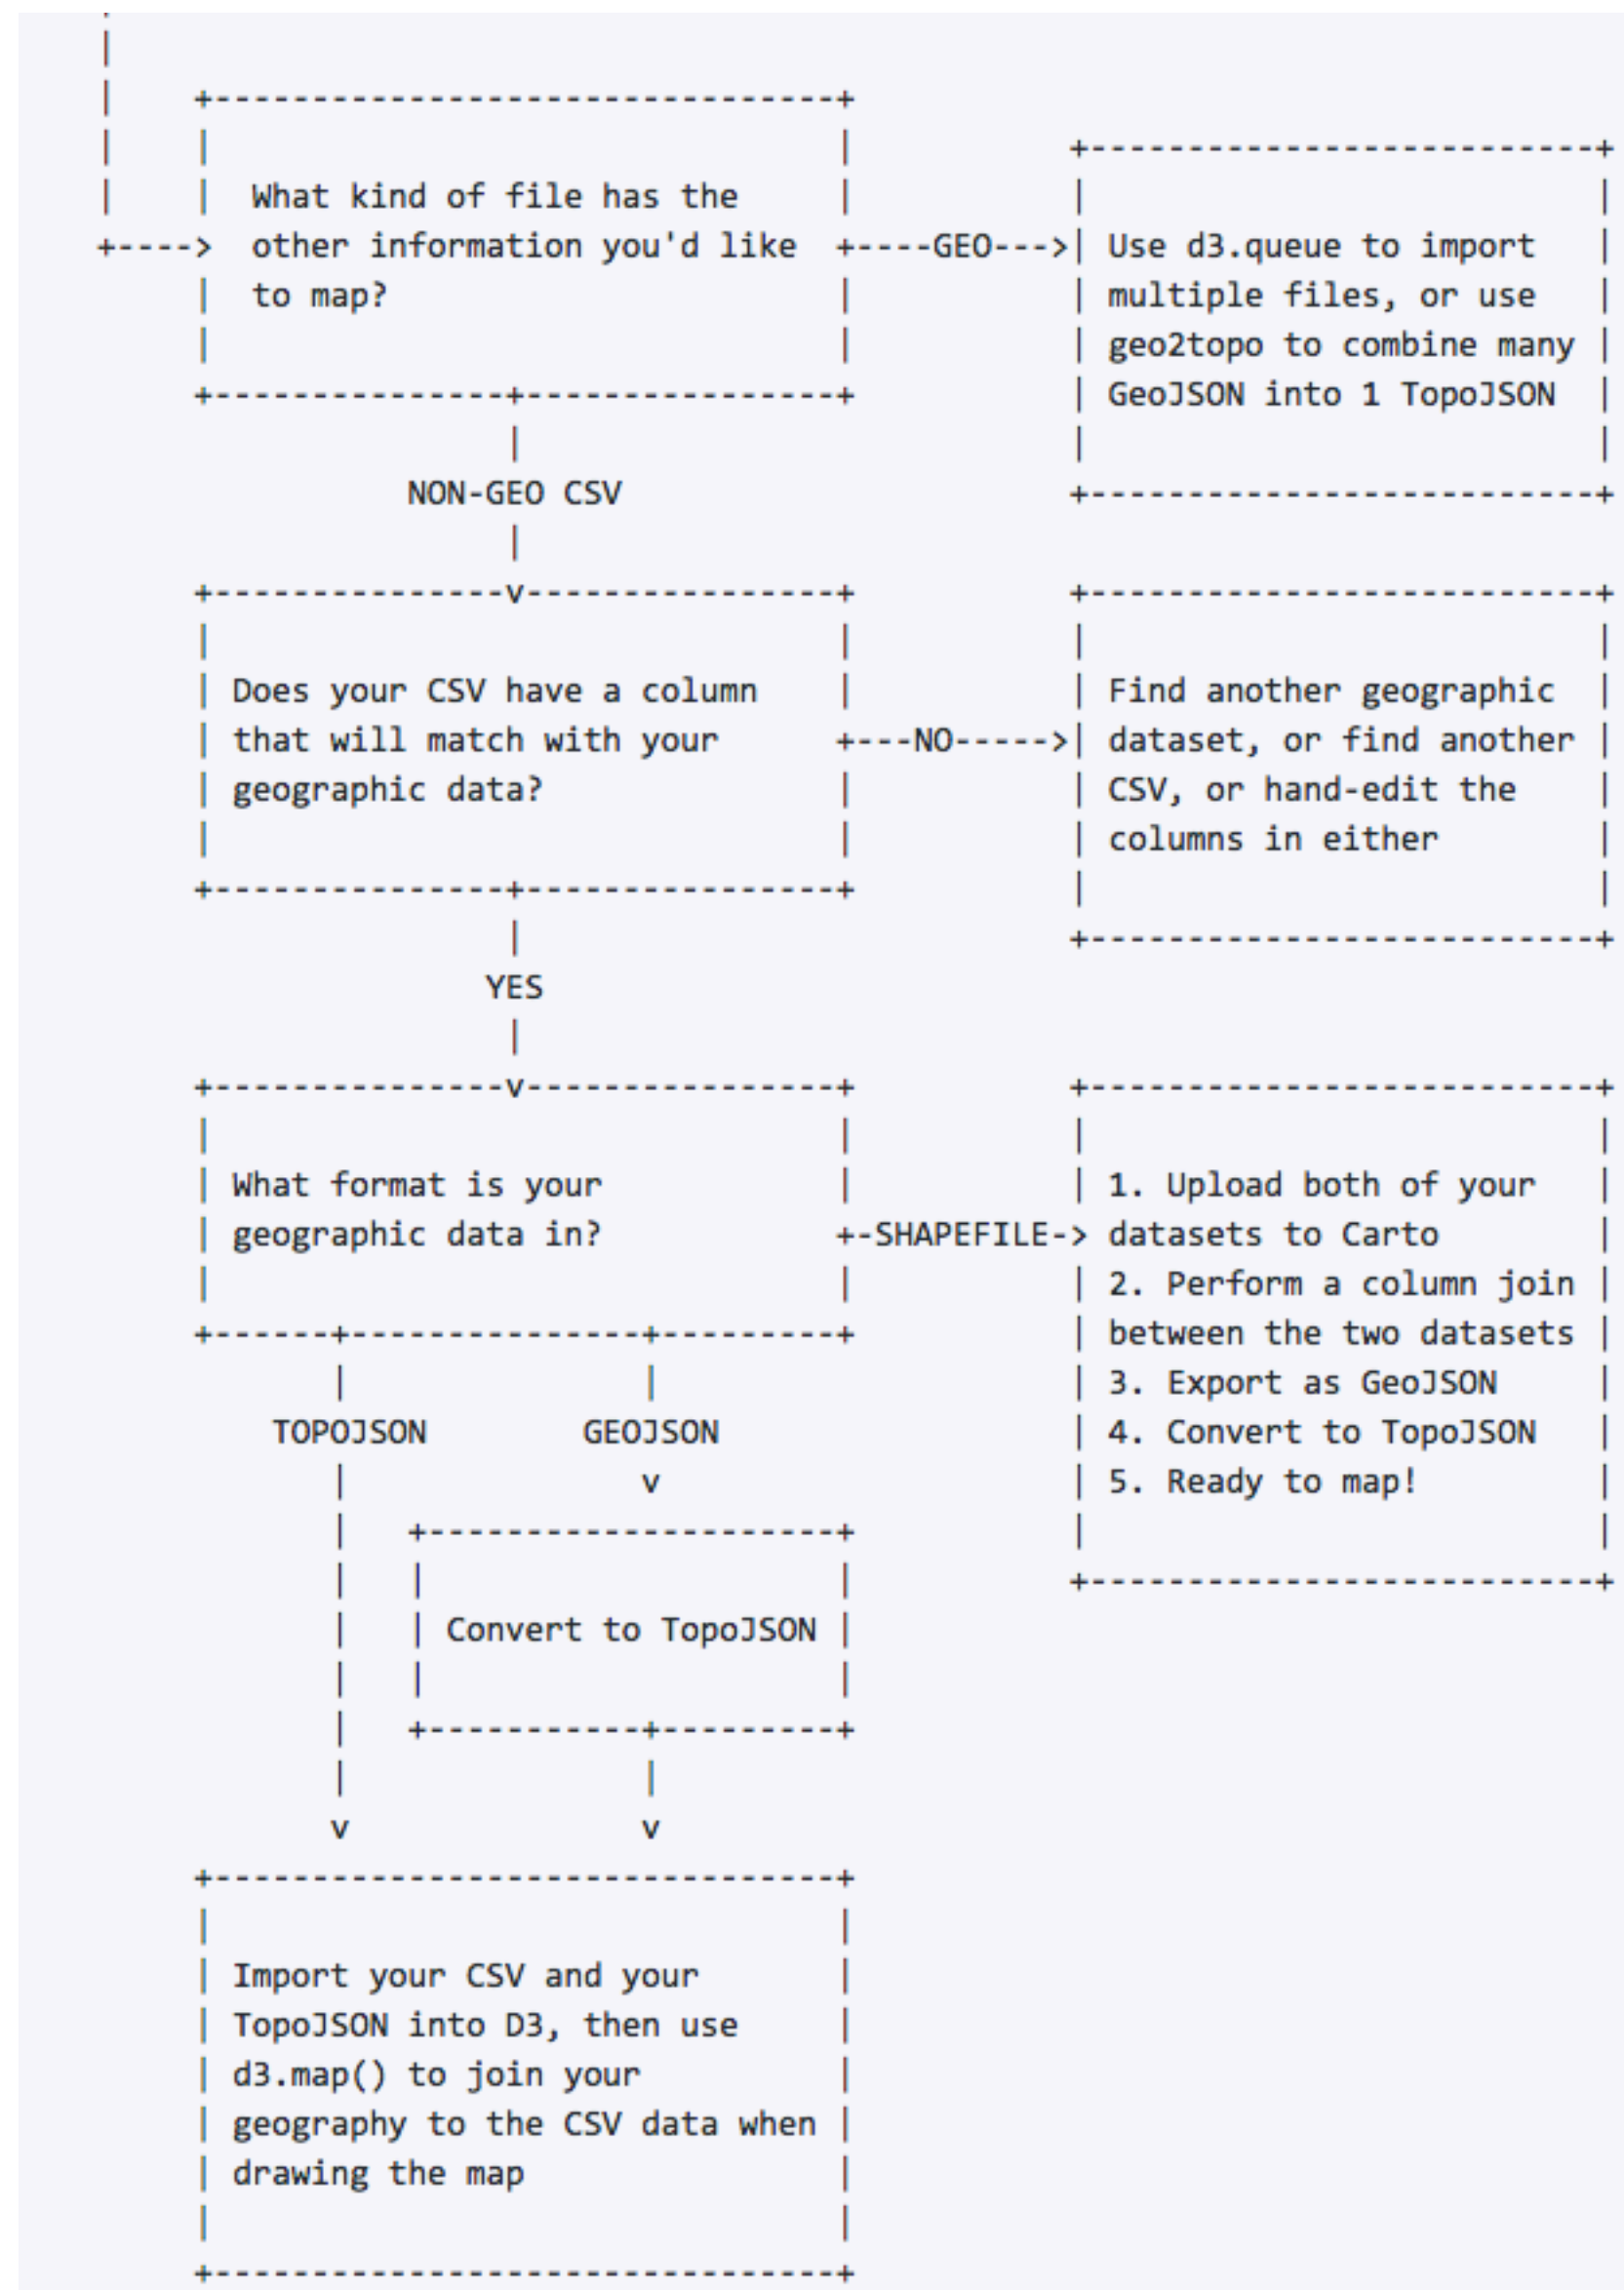 What kind of file has the
other information you'd like
to map?
GEO
Use d3.queue to import
multiple files, or use
geo2topo to combine many
GeoJSON into 1 TopoJSON
NON-GEO CSV
Does your CSV have a column
that will match with your
geographic data?
NO
Find another geographic
dataset, or find another
CSV, or hand-edit the
columns in either
YES
What format is your
geographic data in?
SHAPEFILE
1. Upload both of your
datasets to Carto
2. Perform a column join
between the two datasets
3. Export as GeoJSON
4. Convert to TopoJSON
5. Ready to map!
TOPOJSON
GEOJSON
Convert to TopoJSON
Import your CSV and your
TopoJSON into D3, then use
d3.map() to join your
geography to the CSV data when
drawing the map